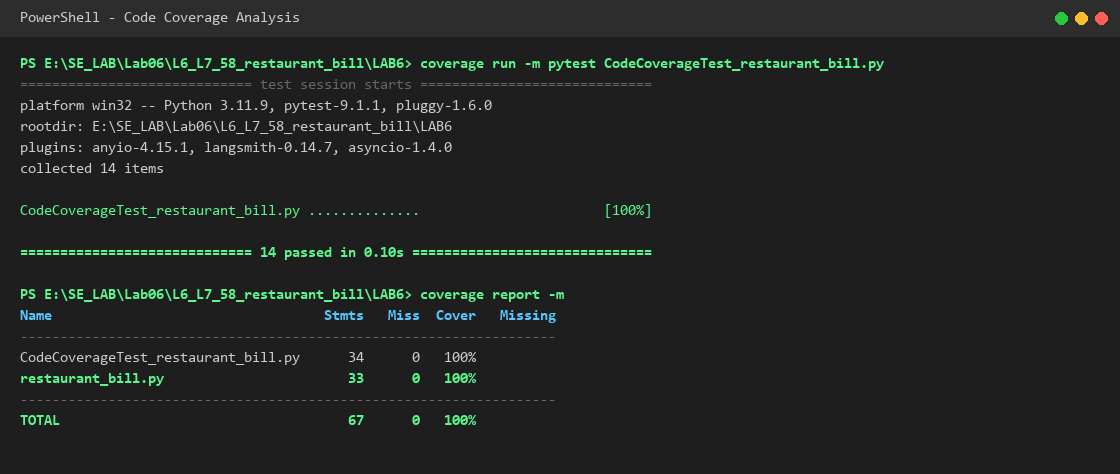 PowerShell - Code Coverage Analysis
PS E:\SE_LAB\Lab06\L6_L7_58_restaurant_bill\LAB6> coverage run -m pytest CodeCoverageTest_restaurant_bill.py
============================= test session starts =============================
platform win32 -- Python 3.11.9, pytest-9.1.1, pluggy-1.6.0
rootdir: E:\SE_LAB\Lab06\L6_L7_58_restaurant_bill\LAB6
plugins: anyio-4.15.1, langsmith-0.14.7, asyncio-1.4.0
collected 14 items
CodeCoverageTest_restaurant_bill.py .............. [100%]
============================= 14 passed in 0.10s ==============================
PS E:\SE_LAB\Lab06\L6_L7_58_restaurant_bill\LAB6> coverage report -m
Name Stmts Miss Cover Missing
-------------------------------------------------------------------
CodeCoverageTest_restaurant_bill.py 34 0 100%
restaurant_bill.py 33 0 100%
-------------------------------------------------------------------
TOTAL 67 0 100%